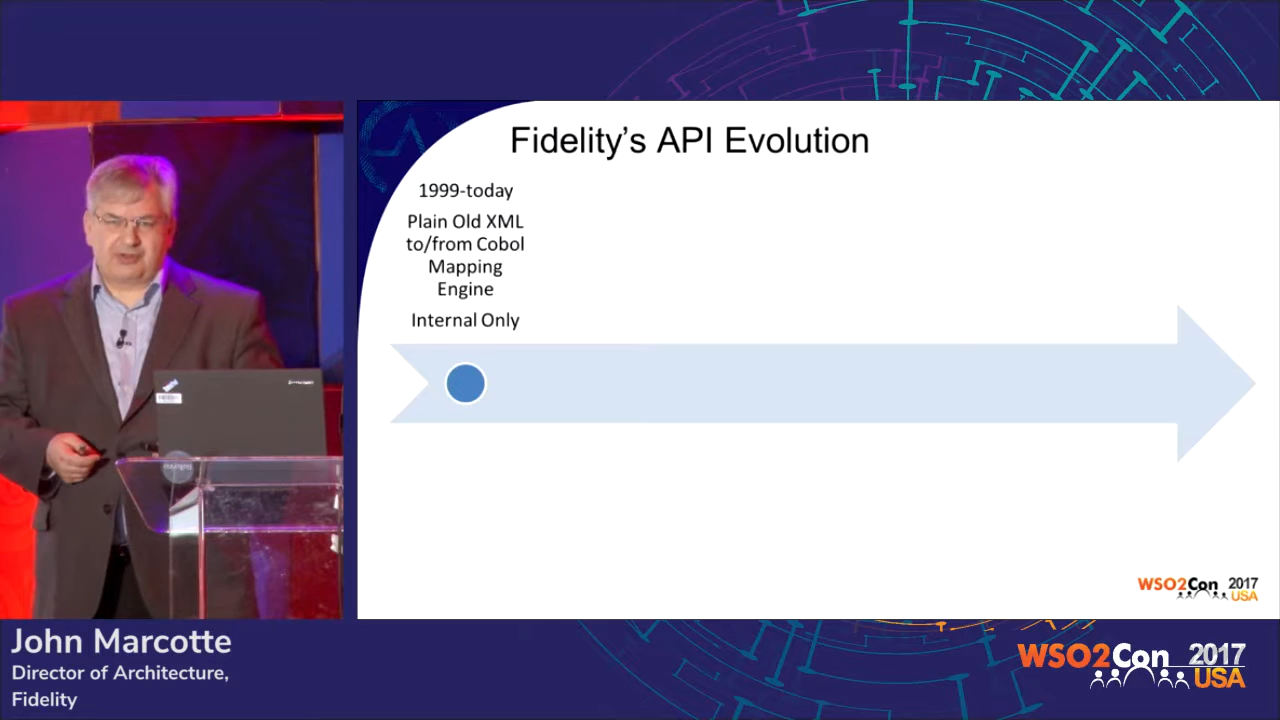 Fidelity's API Evolution
1999-today
Plain Old XML
to/from Cobol
Mapping
Engine
Internal Only
WSO2Con 2017
USA
John Marcotte
Director of Architecture,
Fidelity
WSO2Con 2017
USA